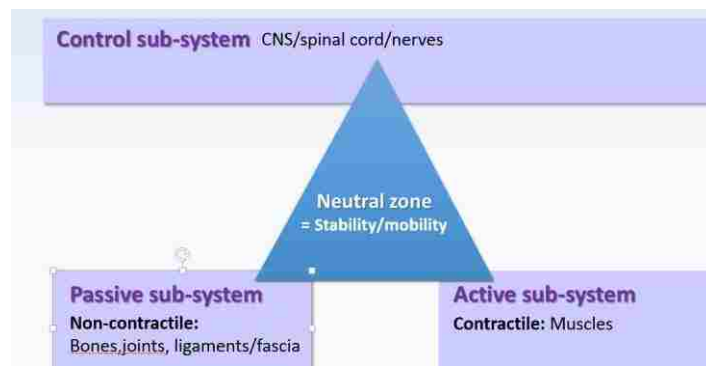 Control sub-system CNS/spinal cord/nerves
Neutral zone
= Stability/mobility
Passive sub-system
Non-contractile:
Bones,joints, ligaments/fascia
Active sub-system
Contractile: Muscles